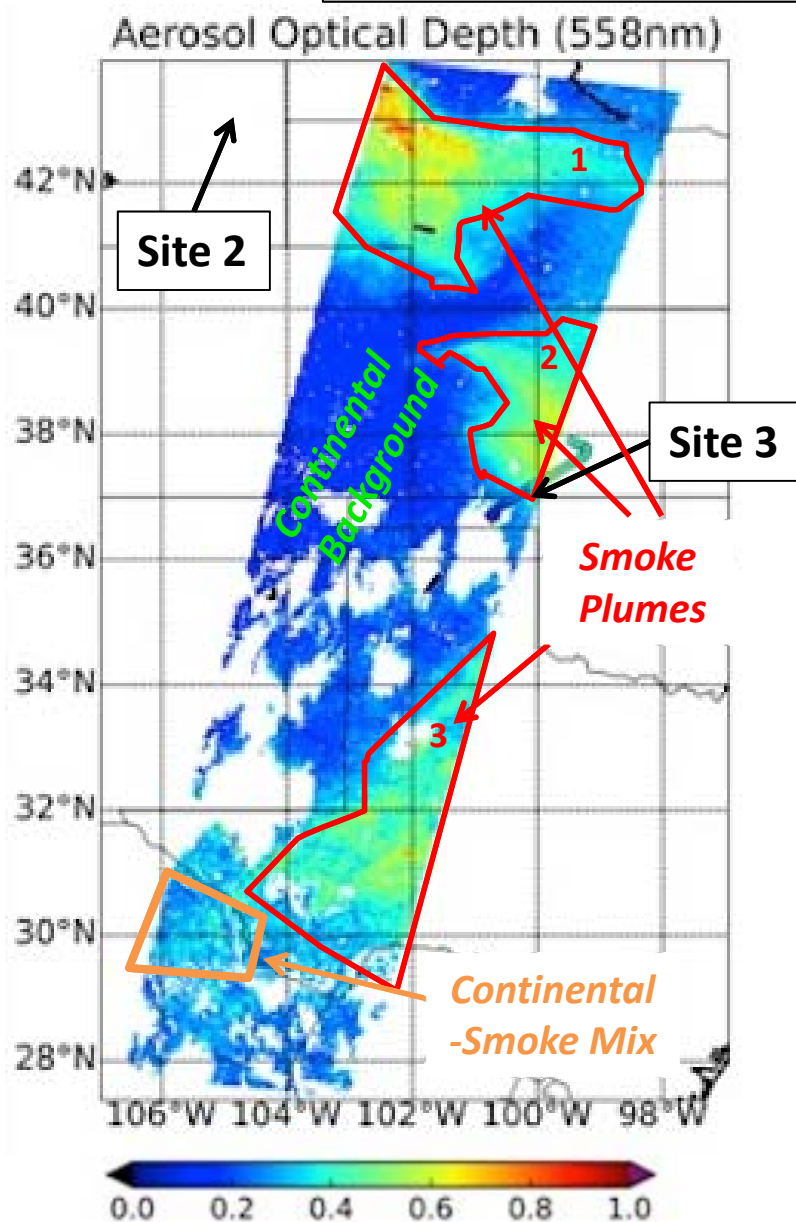 Aerosol Optical Depth (558nm)
42°N
40°N
38°N
36°N
34°N
32°N
30°N
28°N
1
Site 2
2
Continental
Background
Site 3
Smoke
Plumes
3
Continental
-Smoke Mix
106°W 104°W 102°W 100°W 98°W
0.0 0.2 0.4 0.6 0.8 1.0